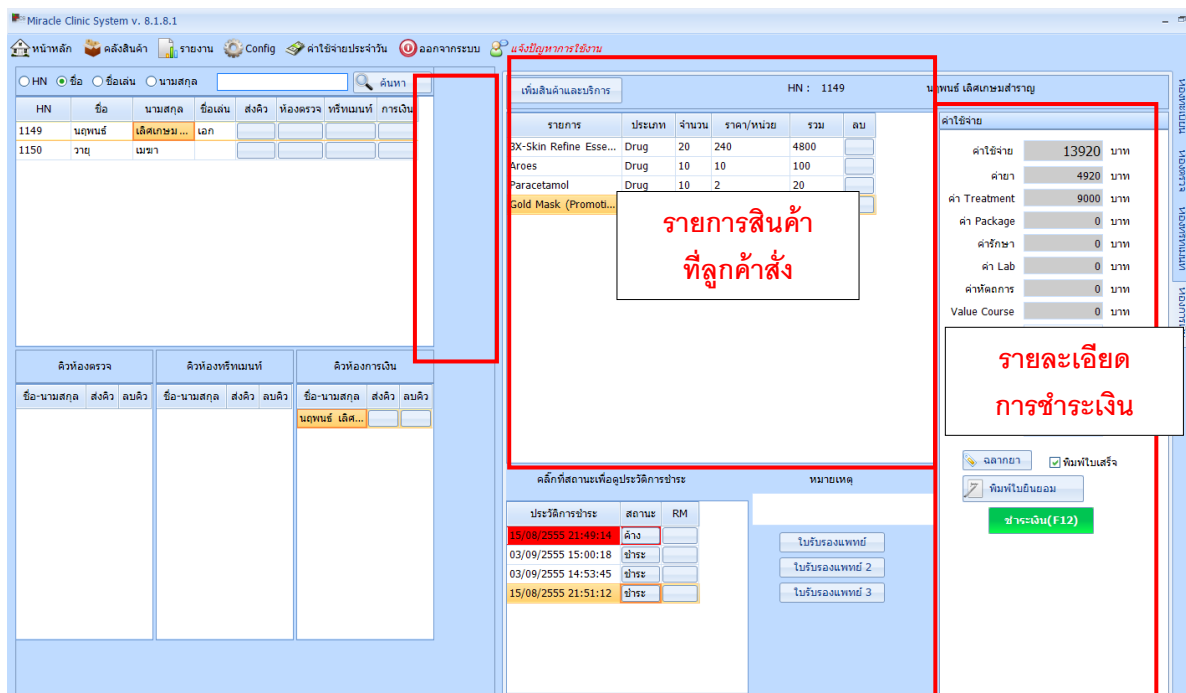 Miracle Clinic System v. 8.1.8.1
หน้าหลัก คลังสินค้า รายงาน Config ค่าใช้จ่ายประจำวัน ออกจากระบบ แจ้งปัญหาการใช้งาน
HN ชื่อ ชื่อเล่น นามสกุล ค้นหา
HN ชื่อ นามสกุล ชื่อเล่น ส่งคิว ห้องตรวจ ทรีทเมนท์ การเงิน
1149 นฤพนธ์ เลิศเกษม ... เอก
1150 วายุ เมฆา
เพิ่มสินค้าและบริการ HN : 1149 นฤพนธ์ เลิศเกษมสำราญ
รายการ ประเภท จำนวน ราคา/หน่วย รวม ลบ
3X-Skin Refine Esse... Drug 20 240 4800
Aroes Drug 10 10 100
Paracetamol Drug 10 2 20
Gold Mask (Promoti...
รายการสินค้า
ที่ลูกค้าสั่ง
ค่าใช้จ่าย
ค่าใช้จ่าย 13920 บาท
ค่ายา 4920 บาท
ค่า Treatment 9000 บาท
ค่า Package 0 บาท
ค่ารักษา 0 บาท
ค่า Lab 0 บาท
ค่าหัตถการ 0 บาท
Value Course 0 บาท
รายละเอียด
การชำระเงิน
ฉลากยา พิมพ์ใบเสร็จ
พิมพ์ใบยินยอม
ชำระเงิน(F12)
คิวห้องตรวจ คิวห้องทรีทเมนท์ คิวห้องการเงิน
ชื่อ-นามสกุล ส่งคิว ลบคิว ชื่อ-นามสกุล ส่งคิว ลบคิว ชื่อ-นามสกุล ส่งคิว ลบคิว
นฤพนธ์ เลิศ...
คลิ๊กที่สถานะเพื่อดูประวัติการชำระ หมายเหตุ
ประวัติการชำระ สถานะ RM
15/08/2555 21:49:14 ค้าง
03/09/2555 15:00:18 ชำระ
03/09/2555 14:53:45 ชำระ
15/08/2555 21:51:12 ชำระ
ใบรับรองแพทย์
ใบรับรองแพทย์ 2
ใบรับรองแพทย์ 3